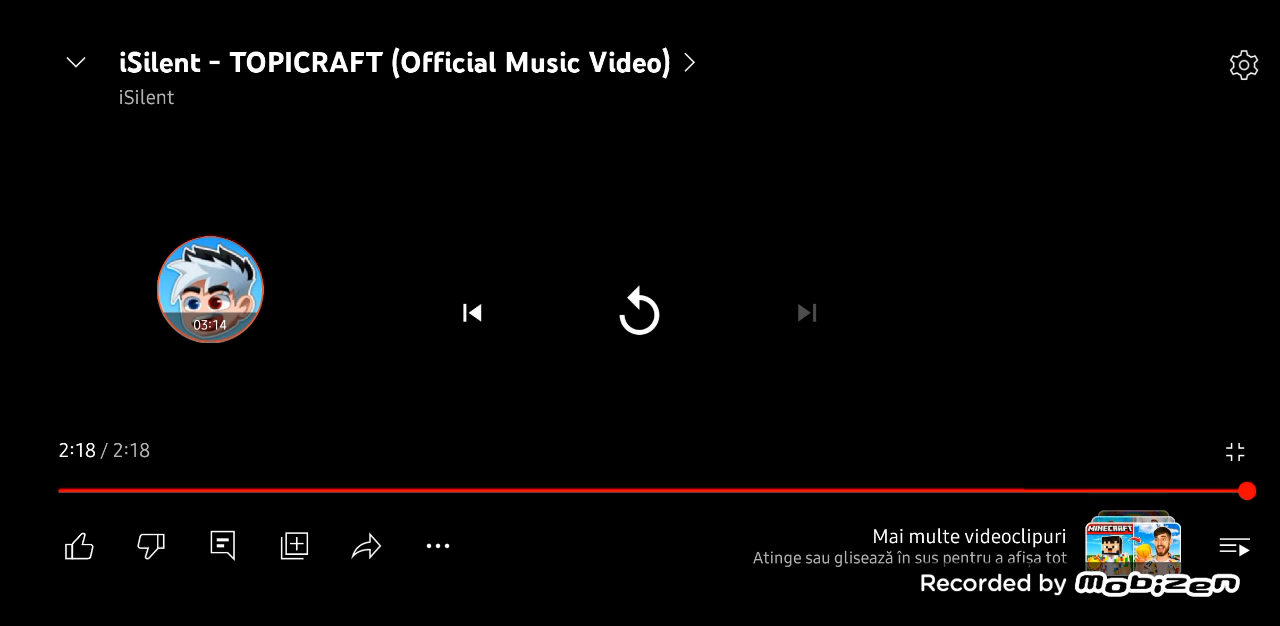 iSilent - TOPICRAFT (Official Music Video)
iSilent
03:14
2:18 / 2:18
Mai multe videoclipuri
Atinge sau glisează în sus pentru a afișa tot
MINECRAFT
Recorded by Mobizen